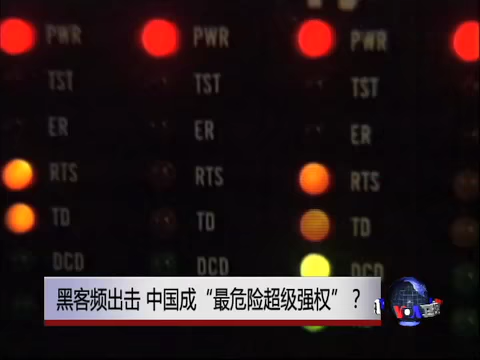 PWR PWR PWR
TST TST TST
ER ER ER
RTS RTS RTS
TD TD TD
DCD DCD DCD
黑客频出击 中国成“最危险超级强权”？
VOA